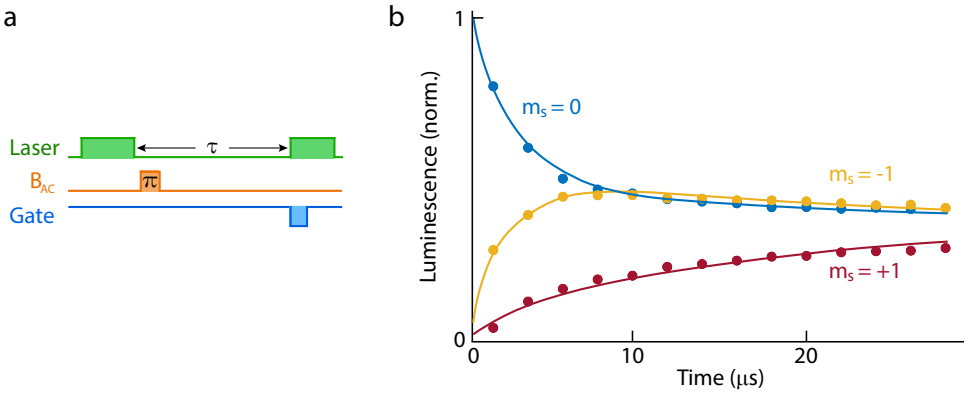 a
Laser
τ
B_AC
π
Gate
b
Luminescence (norm.)
1
0
m_s = 0
m_s = -1
m_s = +1
0
10
20
Time (μs)